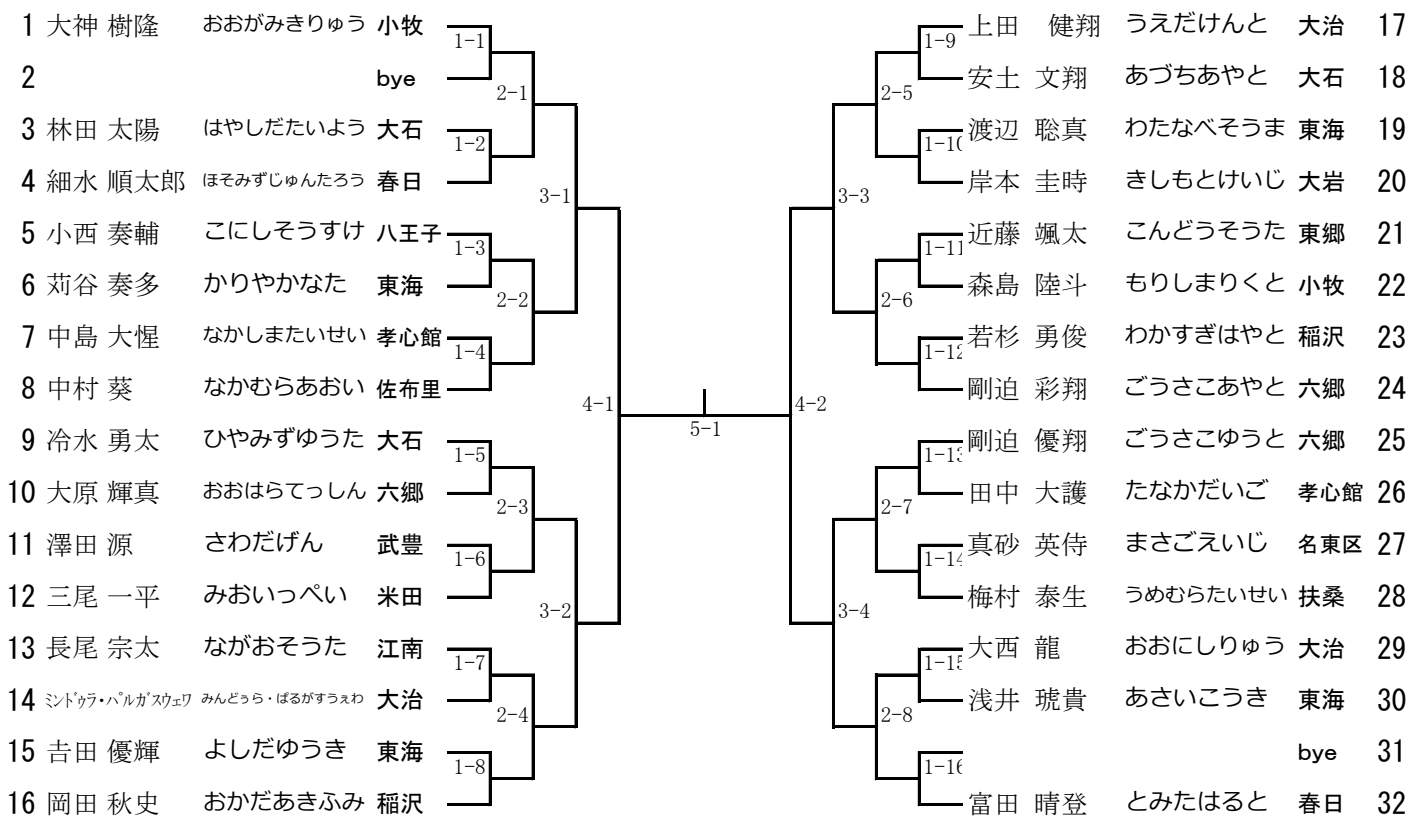 1 大神 樹隆 おおがみきりゅう 小牧
1-1
2 bye
2-1
3 林田 太陽 はやしだたいよう 大石
1-2
4 細水 順太郎 ほそみずじゅんたろう 春日
3-1
5 小西 奏輔 こにしそうすけ 八王子
1-3
6 苅谷 奏多 かりやかなた 東海
2-2
7 中島 大惺 なかしまたいせい 孝心館
1-4
8 中村 葵 なかむらあおい 佐布里
4-1
9 冷水 勇太 ひやみずゆうた 大石
1-5
10 大原 輝真 おおはらてっしん 六郷
2-3
11 澤田 源 さわだげん 武豊
1-6
12 三尾 一平 みおいっぺい 米田
3-2
13 長尾 宗太 ながおそうた 江南
1-7
14 ミンドゥラ・パルガスウェワ みんどぅら・ぱるがすうぇわ 大治
2-4
15 吉田 優輝 よしだゆうき 東海
1-8
16 岡田 秋史 おかだあきふみ 稲沢
5-1
上田 健翔 うえだけんと 大治 17
1-9
安土 文翔 あづちあやと 大石 18
2-5
渡辺 聡真 わたなべそうま 東海 19
1-10
岸本 圭時 きしもとけいじ 大岩 20
3-3
近藤 颯太 こんどうそうた 東郷 21
1-11
森島 陸斗 もりしまりくと 小牧 22
2-6
若杉 勇俊 わかすぎはやと 稲沢 23
1-12
剛迫 彩翔 ごうさこあやと 六郷 24
4-2
剛迫 優翔 ごうさこゆうと 六郷 25
1-13
田中 大護 たなかだいご 孝心館 26
2-7
真砂 英侍 まさごえいじ 名東区 27
1-14
梅村 泰生 うめむらたいせい 扶桑 28
3-4
大西 龍 おおにしりゅう 大治 29
1-15
浅井 琥貴 あさいこうき 東海 30
2-8
bye 31
1-16
富田 晴登 とみたはると 春日 32